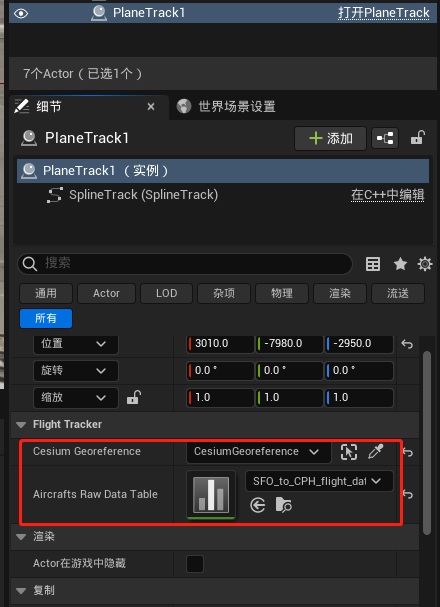 PlaneTrack1 打开PlaneTrack
7个Actor（已选1个）
细节 × 世界场景设置
PlaneTrack1 添加
PlaneTrack1（实例）
SplineTrack (SplineTrack) 在C++中编辑
搜索
通用 Actor LOD 杂项 物理 渲染 流送
所有
位置 3010.0 -7980.0 -2950.0
旋转 0.0 ° 0.0 ° 0.0 °
缩放 1.0 1.0 1.0
Flight Tracker
Cesium Georeference CesiumGeoreference
Aircrafts Raw Data Table SFO_to_CPH_flight_dat
渲染
Actor在游戏中隐藏
复制